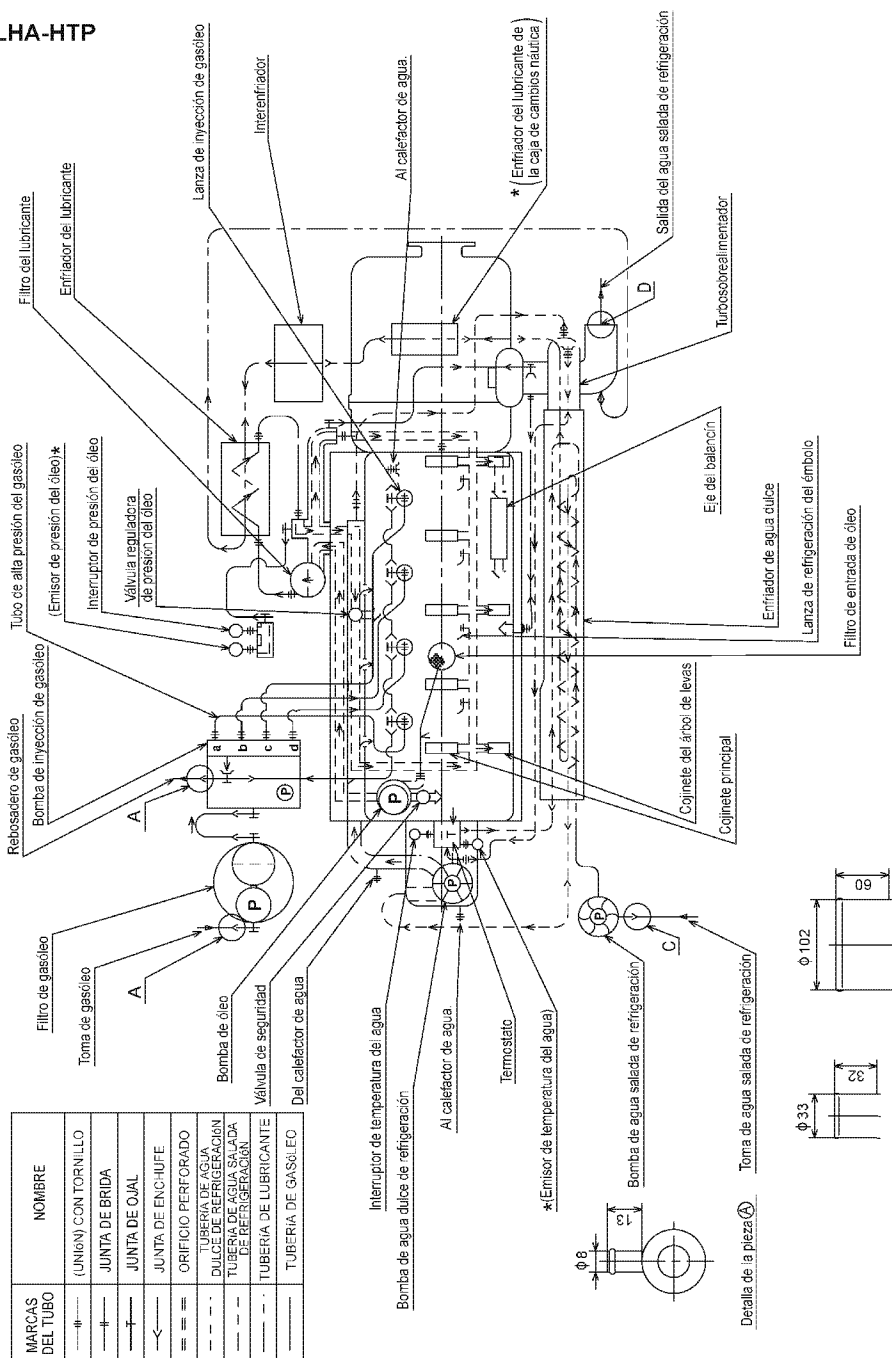 LHA-HTP
MARCAS
DEL TUBO
NOMBRE
(UNIóN) CON TORNILLO
JUNTA DE BRIDA
JUNTA DE OJAL
JUNTA DE ENCHUFE
ORIFICIO PERFORADO
TUBERíA DE AGUA
DULCE DE REFRIGERACIóN
TUBERíA DE AGUA SALADA
DE REFRIGERACIóN
TUBERíA DE LUBRICANTE
TUBERíA DE GASóLEO
Filtro de gasóleo
Toma de gasóleo
A
Rebosadero de gasóleo
Bomba de inyección de gasóleo
A
Tubo de alta presión del gasóleo
(Emisor de presión del óleo)*
Interruptor de presión del óleo
Válvula reguladora
de presión del óleo
Filtro del lubricante
Enfriador del lubricante
Interenfriador
Lanza de inyección de gasóleo
Al calefactor de agua.
*(Enfriador del lubricante de
la caja de cambios náutica)
Salida del agua salada de refrigeración
D
Turbosobrealimentador
Eje del balancín
Enfriador de agua dulce
Lanza de refrigeración del émbolo
Filtro de entrada de óleo
Cojinete del árbol de levas
Cojinete principal
a
b
c
d
P
P
P
P
P
Bomba de óleo
Válvula de seguridad
Del calefactor de agua
Interruptor de temperatura del agua
Bomba de agua dulce de refrigeración
Al calefactor de agua.
Termostato
*(Emisor de temperatura del agua)
Bomba de agua salada de refrigeración
C
Toma de agua salada de refrigeración
Detalla de la pieza A
φ8
13
φ33
32
φ102
60